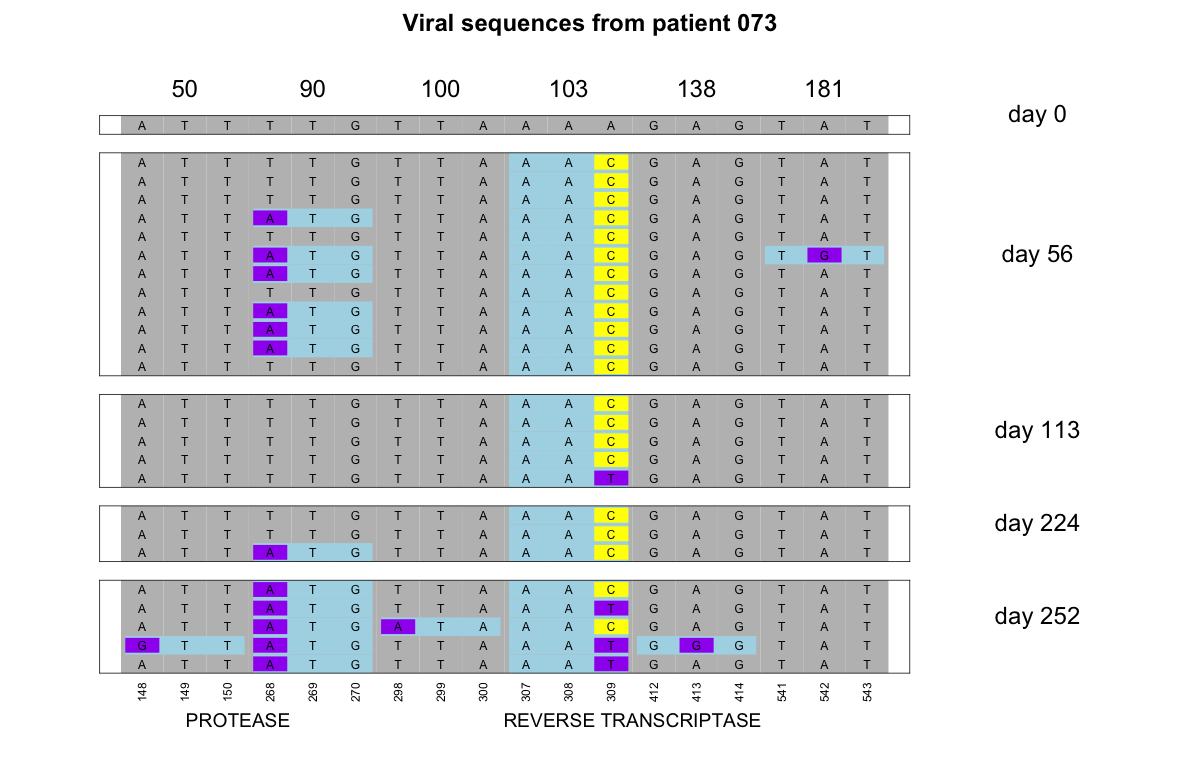 Viral sequences from patient 073
50 90 100 103 138 181
A T T T T G T T A A A A G A G T A T day 0
A T T T T G T T A A A C G A G T A T
A T T T T G T T A A A C G A G T A T
A T T T T G T T A A A C G A G T A T
A T T A T G T T A A A C G A G T A T
A T T T T G T T A A A C G A G T A T
A T T A T G T T A A A C G A G T G T day 56
A T T A T G T T A A A C G A G T A T
A T T T T G T T A A A C G A G T A T
A T T A T G T T A A A C G A G T A T
A T T A T G T T A A A C G A G T A T
A T T A T G T T A A A C G A G T A T
A T T T T G T T A A A C G A G T A T
A T T T T G T T A A A C G A G T A T
A T T T T G T T A A A C G A G T A T day 113
A T T T T G T T A A A C G A G T A T
A T T T T G T T A A A C G A G T A T
A T T T T G T T A A A T G A G T A T
A T T T T G T T A A A C G A G T A T day 224
A T T T T G T T A A A C G A G T A T
A T T A T G T T A A A C G A G T A T
A T T A T G T T A A A C G A G T A T
A T T A T G T T A A A T G A G T A T day 252
A T T A T G A T A A A C G A G T A T
G T T A T G T T A A A T G G G T A T
A T T A T G T T A A A T G A G T A T
148 149 150 268 269 270 298 299 300 307 308 309 412 413 414 541 542 543
PROTEASE REVERSE TRANSCRIPTASE